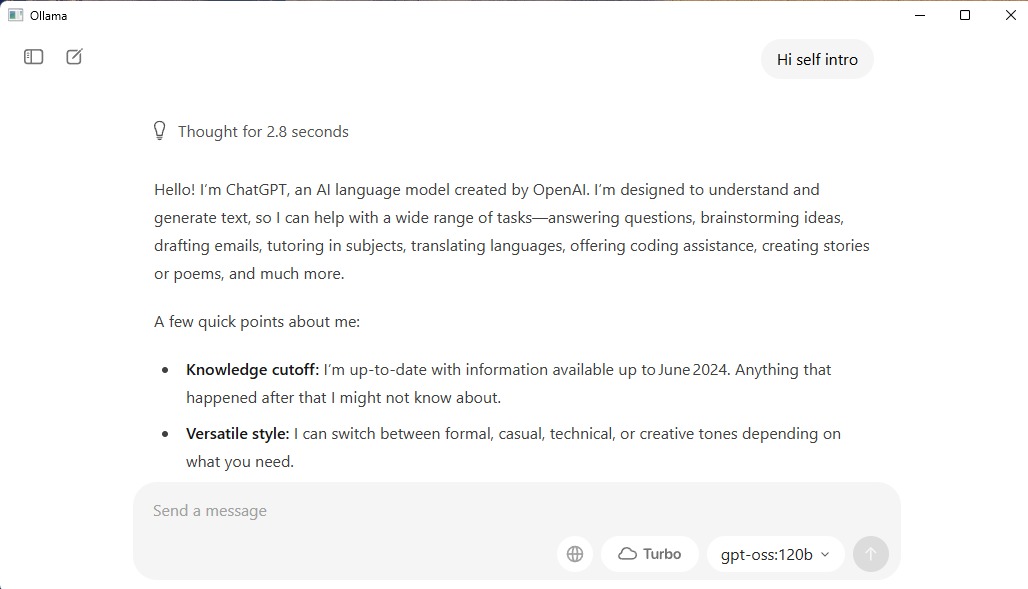 Ollama
Hi self intro
Thought for 2.8 seconds
Hello! I’m ChatGPT, an AI language model created by OpenAI. I’m designed to understand and
generate text, so I can help with a wide range of tasks—answering questions, brainstorming ideas,
drafting emails, tutoring in subjects, translating languages, offering coding assistance, creating stories
or poems, and much more.
A few quick points about me:
• Knowledge cutoff: I’m up-to-date with information available up to June 2024. Anything that
happened after that I might not know about.
• Versatile style: I can switch between formal, casual, technical, or creative tones depending on
what you need.
Send a message
Turbo
gpt-oss:120b